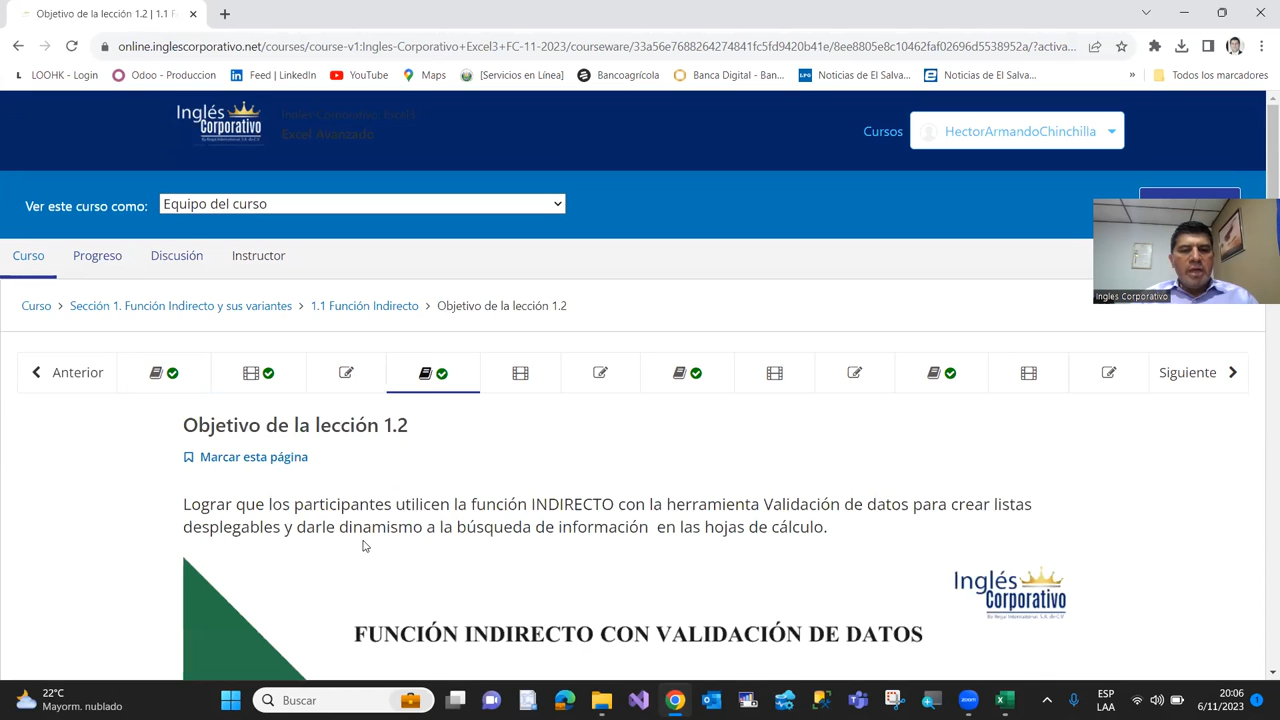 Objetivo de la lección 1.2 | 1.1 F
online.inglescorporativo.net/courses/course-v1:Ingles-Corporativo+Excel3+FC-11-2023/courseware/33a56e7688264274841fc5fd9420b41e/8ee8805e8c10462faf02696d5538952a/?activa...
LOOHK - Login
Odoo - Produccion
Feed | LinkedIn
YouTube
Maps
[Servicios en Línea]
Bancoagrícola
Banca Digital - Ban...
Noticias de El Salva...
Noticias de El Salva...
»
Todos los marcadores
Inglés
Corporativo
Ingles Corporativo: Excel3
Excel Avanzado
Cursos
HectorArmandoChinchilla
Ver este curso como:
Equipo del curso
Curso
Progreso
Discusión
Instructor
Ingles Corporativo
Curso > Sección 1. Función Indirecto y sus variantes > 1.1 Función Indirecto > Objetivo de la lección 1.2
Anterior
Siguiente
Objetivo de la lección 1.2
Marcar esta página
Lograr que los participantes utilicen la función INDIRECTO con la herramienta Validación de datos para crear listas
desplegables y darle dinamismo a la búsqueda de información en las hojas de cálculo.
Inglés
Corporativo
FUNCIÓN INDIRECTO CON VALIDACIÓN DE DATOS
22°C
Mayorm. nublado
Buscar
ESP
LAA
20:06
6/11/2023